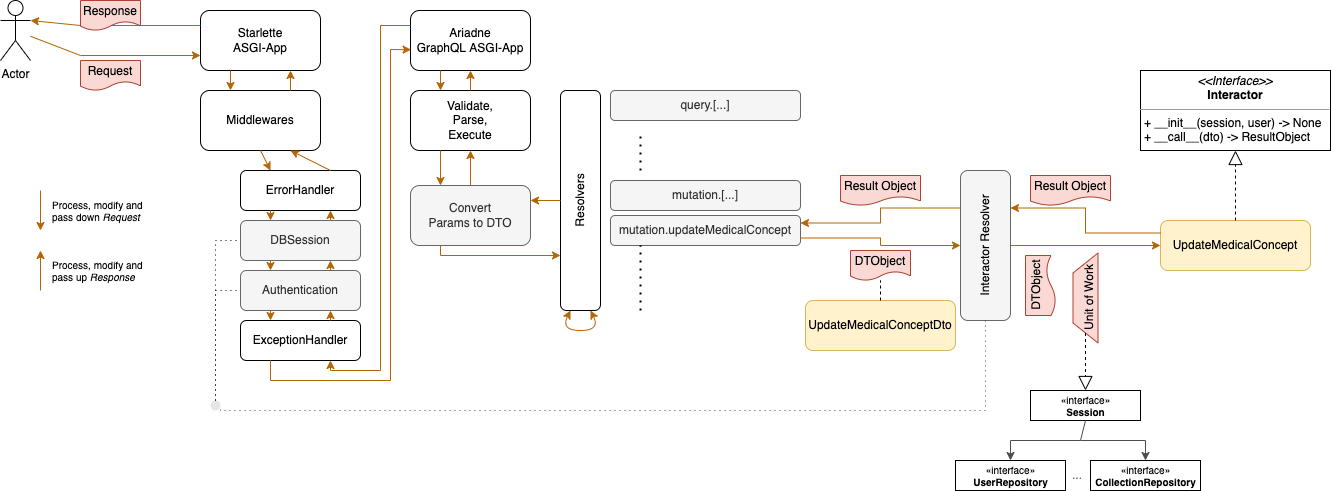 Response
Request
Actor
Starlette
ASGI-App
Middlewares
ErrorHandler
DBSession
Authentication
ExceptionHandler
Process, modify and
pass down Request
Process, modify and
pass up Response
Ariadne
GraphQL ASGI-App
Validate,
Parse,
Execute
Convert
Params to DTO
Resolvers
query.[...]
mutation.[...]
mutation.updateMedicalConcept
Result Object
DTObject
UpdateMedicalConceptDto
Interactor Resolver
Result Object
DTObject
Unit of Work
<<Interface>>
Interactor
+ __init__(session, user) -> None
+ __call__(dto) -> ResultObject
UpdateMedicalConcept
«interface»
Session
«interface»
UserRepository
...
«interface»
CollectionRepository